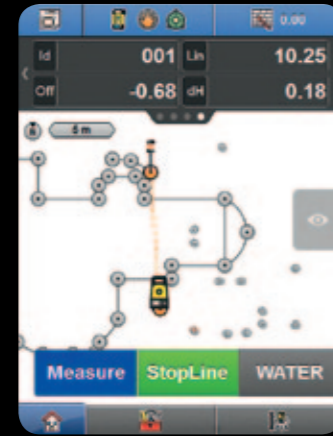 0.00
Id 001 Lin 10.25
Off -0.68 dH 0.18
5 m
Measure StopLine WATER